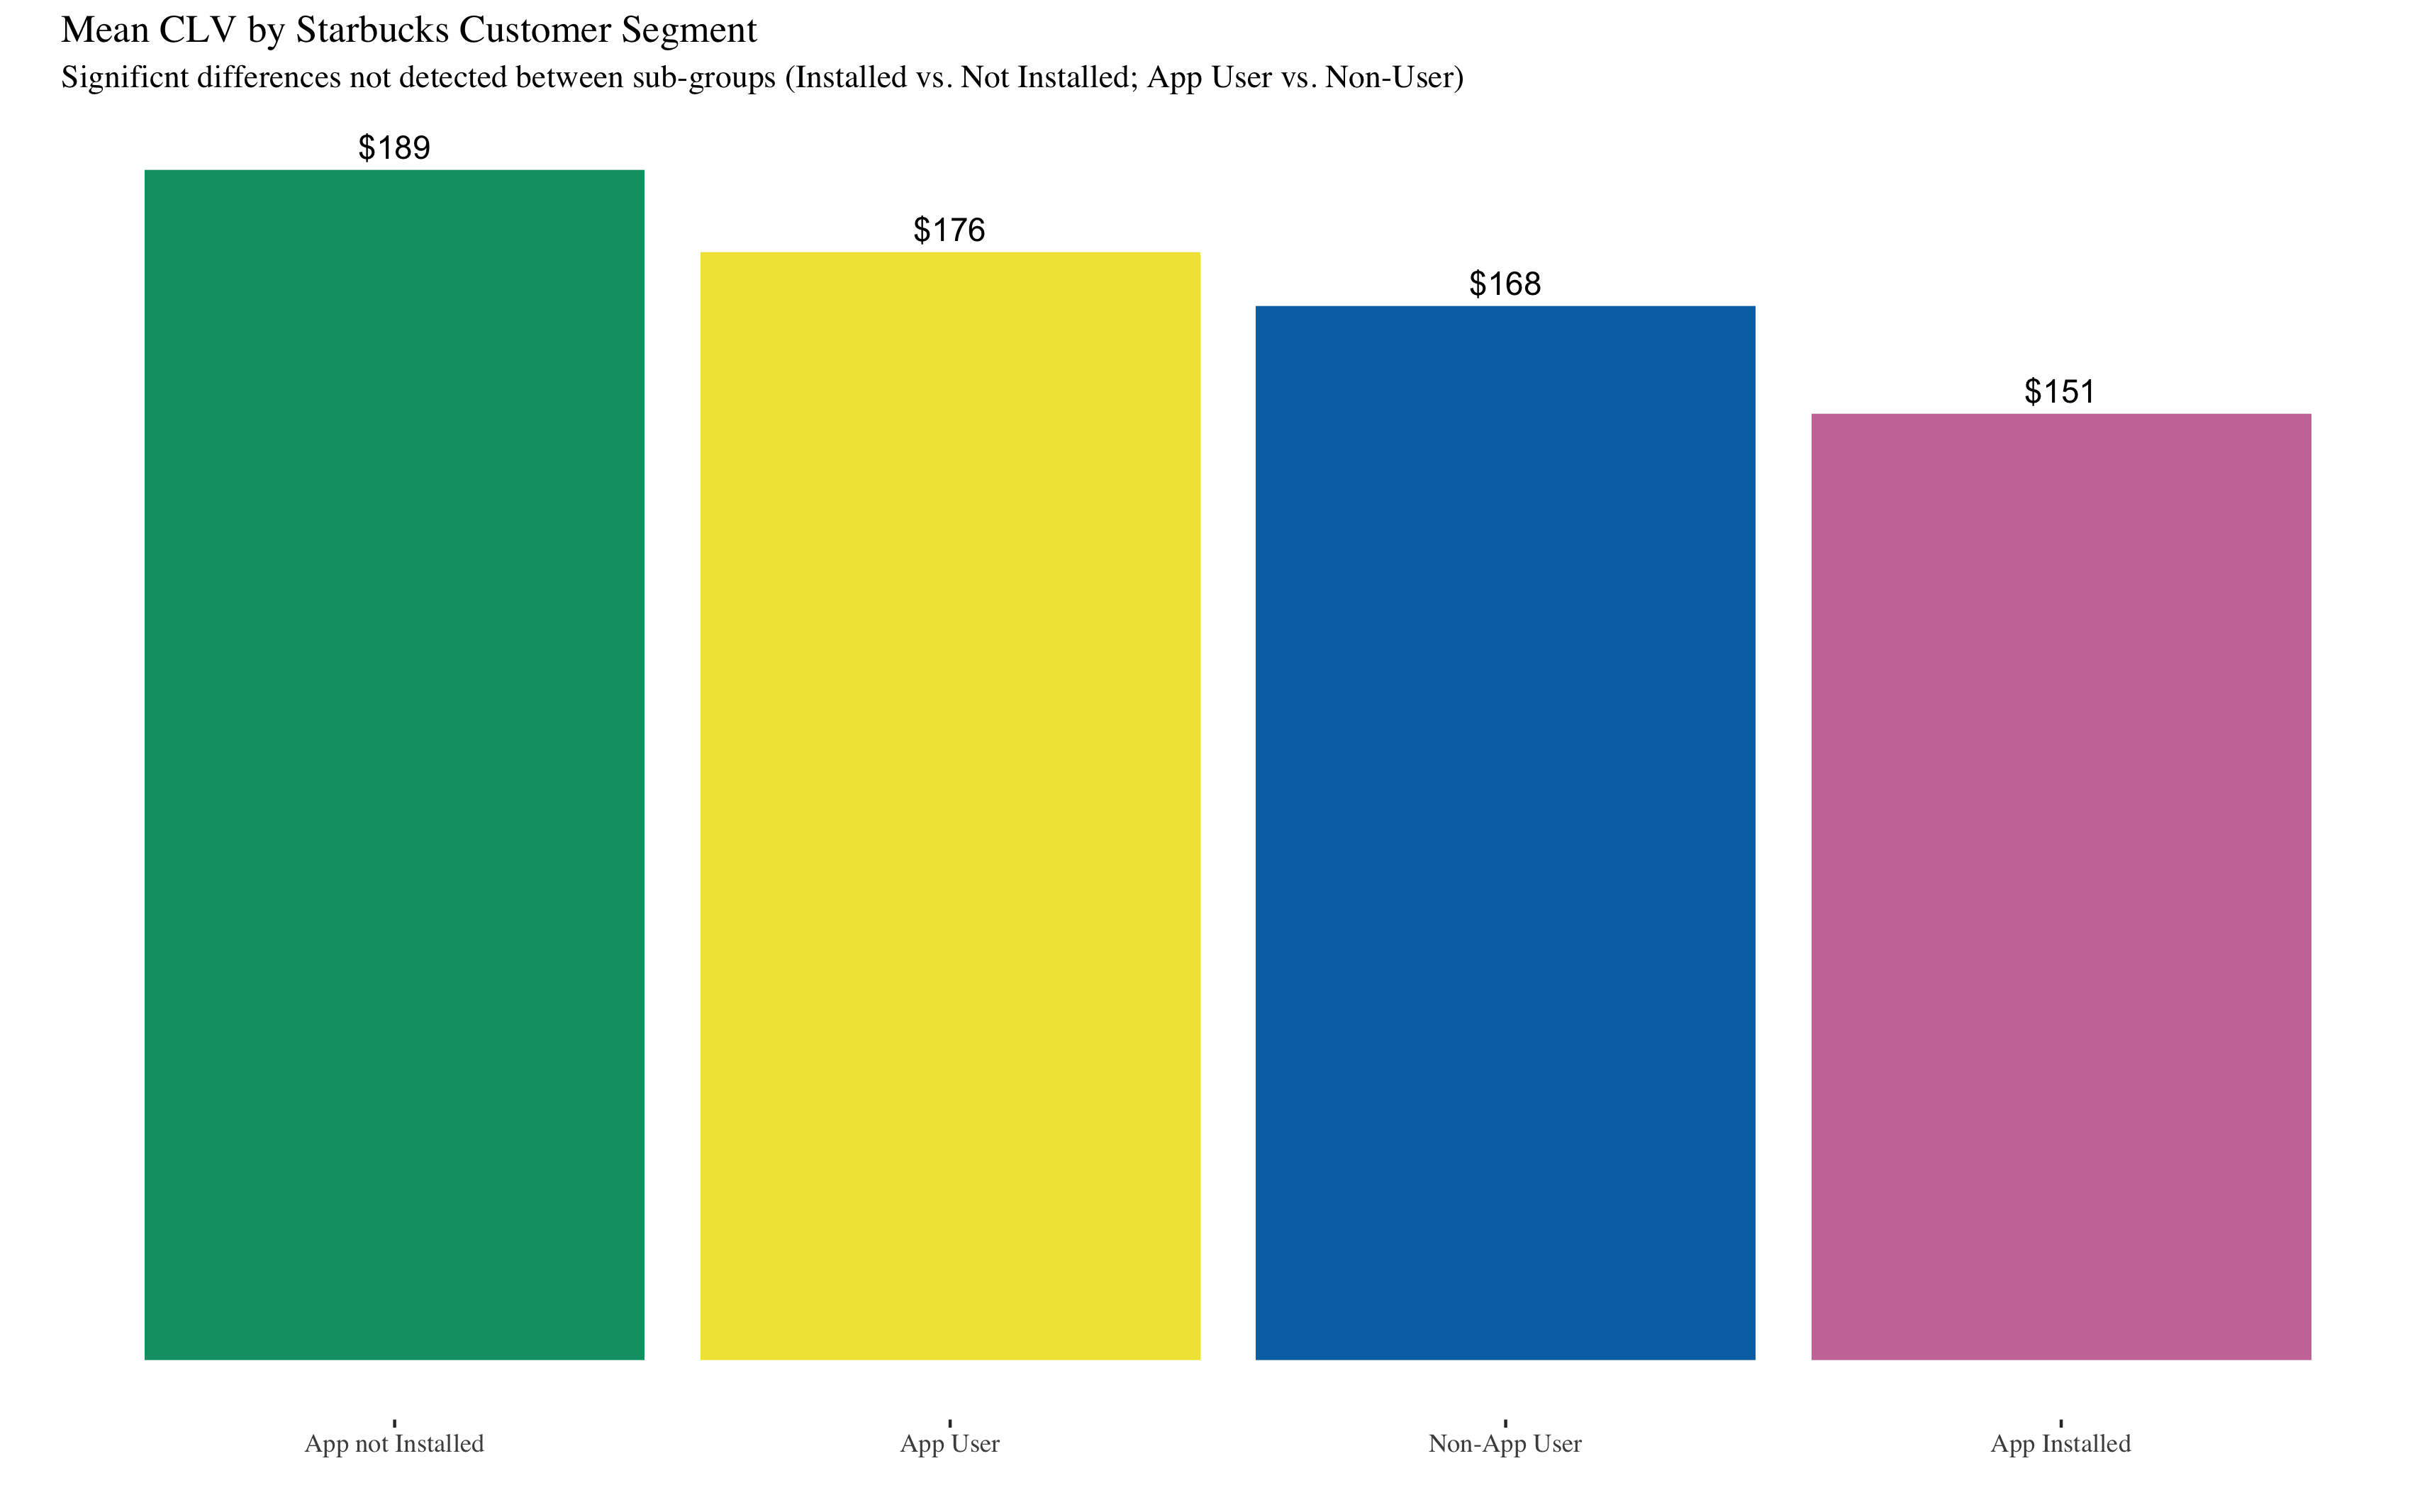 Mean CLV by Starbucks Customer Segment
Significnt differences not detected between sub-groups (Installed vs. Not Installed; App User vs. Non-User)
$189
$176
$168
$151
App not Installed
App User
Non-App User
App Installed